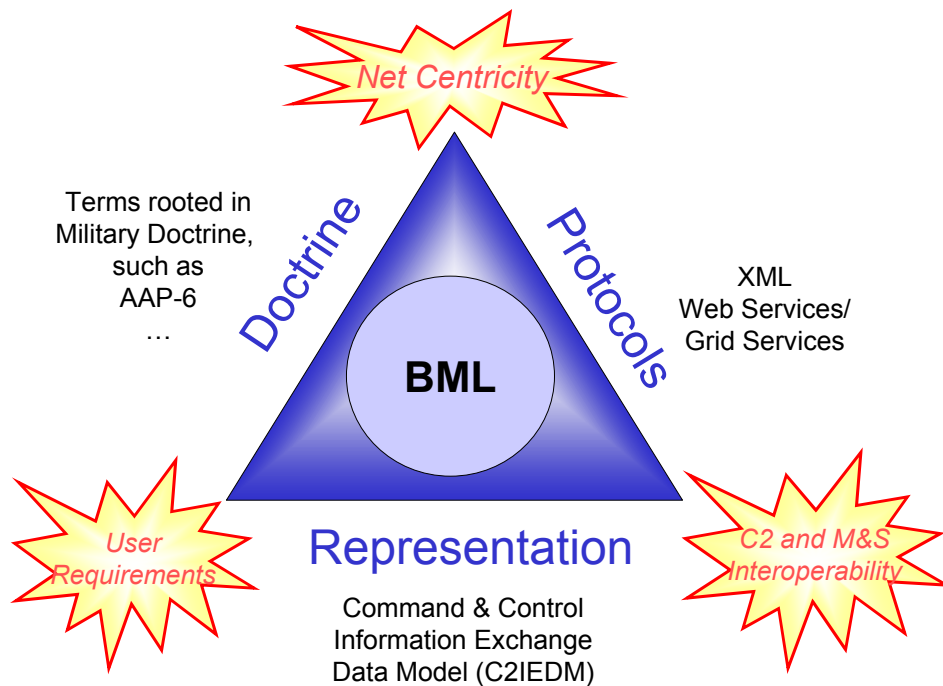 Net Centricity
Terms rooted in
Military Doctrine,
such as
AAP-6
…
Doctrine
Protocols
XML
Web Services/
Grid Services
BML
User
Requirements
Representation
C2 and M&S
Interoperability
Command & Control
Information Exchange
Data Model (C2IEDM)